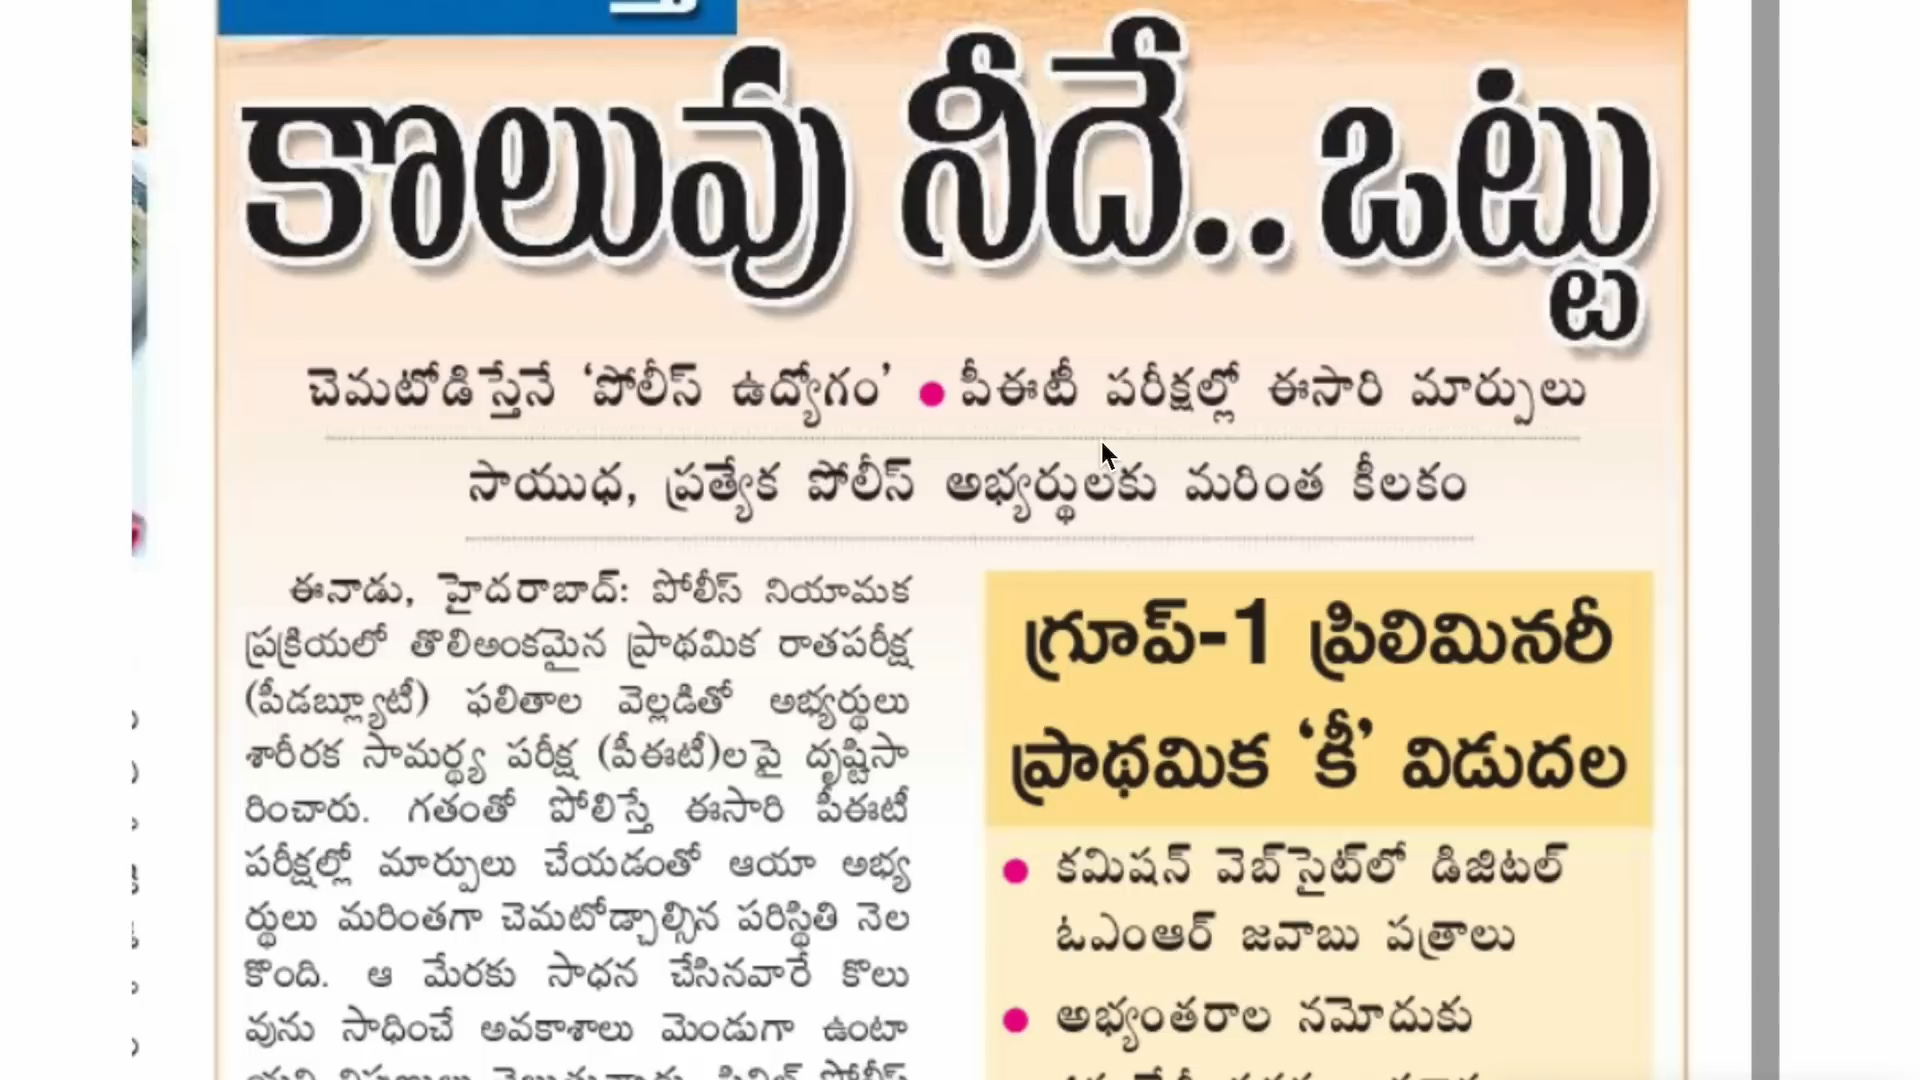 కొలువు నీదే.. ఒట్టు
చెమటోడిస్తేనే ‘పోలీస్ ఉద్యోగం’ ● పీఈటీ పరీక్షల్లో ఈసారి మార్పులు
సాయుధ, ప్రత్యేక పోలీస్ అభ్యర్థులకు మరింత కీలకం
ఈనాడు, హైదరాబాద్: పోలీస్ నియామక
ప్రక్రియలో తొలిఅంకమైన ప్రాథమిక రాతపరీక్ష
(పీడబ్ల్యూటీ) ఫలితాల వెల్లడితో అభ్యర్థులు
శారీరక సామర్థ్య పరీక్ష (పీఈటీ)లపై దృష్టిసా
రించారు. గతంతో పోలిస్తే ఈసారి పీఈటీ
పరీక్షల్లో మార్పులు చేయడంతో ఆయా అభ్య
ర్థులు మరింతగా చెమటోడ్చాల్సిన పరిస్థితి నెల
కొంది. ఆ మేరకు సాధన చేసినవారే కొలు
వును సాధించే అవకాశాలు మెండుగా ఉంటా
గ్రూప్-1 ప్రిలిమినరీ
ప్రాథమిక ‘కీ’ విడుదల
● కమిషన్ వెబ్‌సైట్‌లో డిజిటల్
ఓఎంఆర్ జవాబు పత్రాలు
● అభ్యంతరాల నమోదుకు